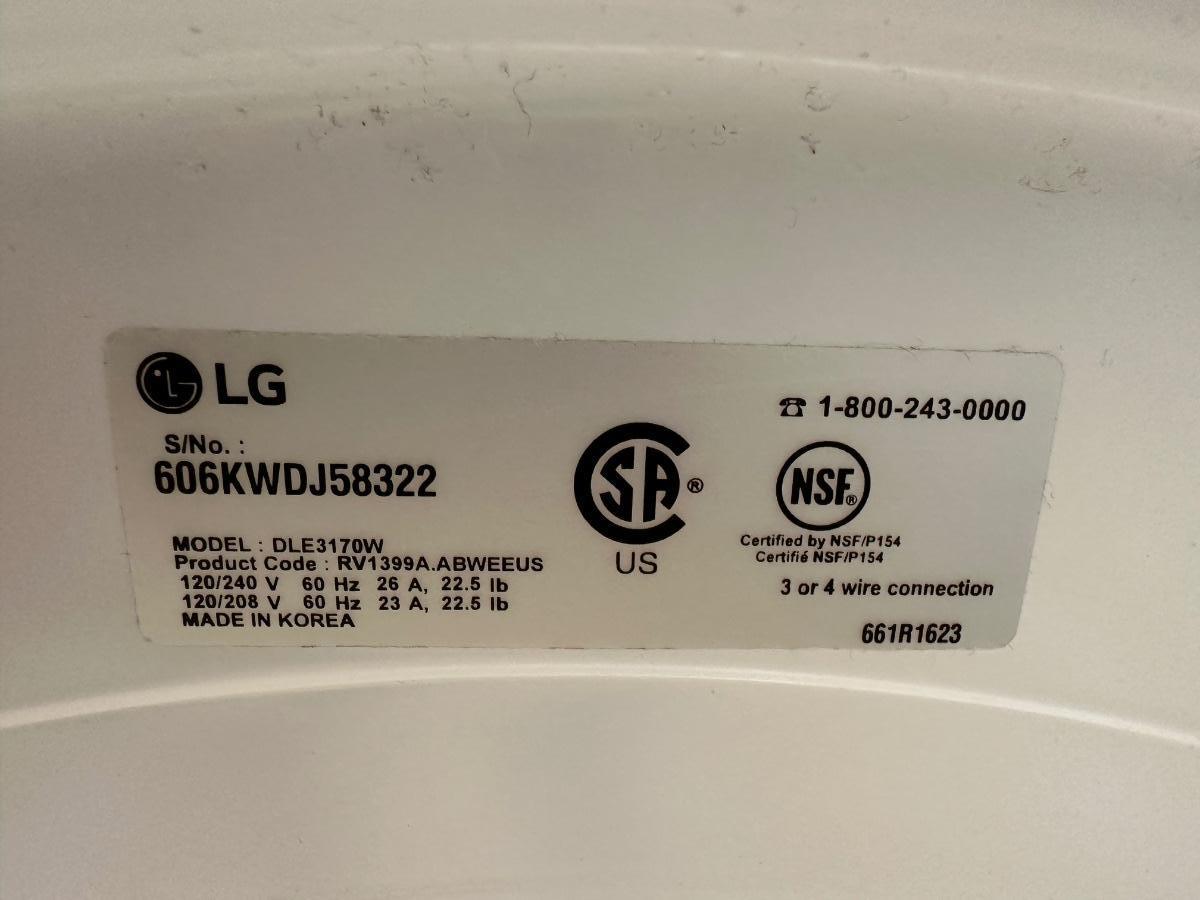 LG
1-800-243-0000
S/No. :
606KWDJ58322
SA ®
US
NSF®
Certified by NSF/P154
Certifié NSF/P154
MODEL : DLE3170W
Product Code : RV1399A.ABWEEUS
120/240 V 60 Hz 26 A, 22.5 lb
120/208 V 60 Hz 23 A, 22.5 lb
MADE IN KOREA
3 or 4 wire connection
661R1623